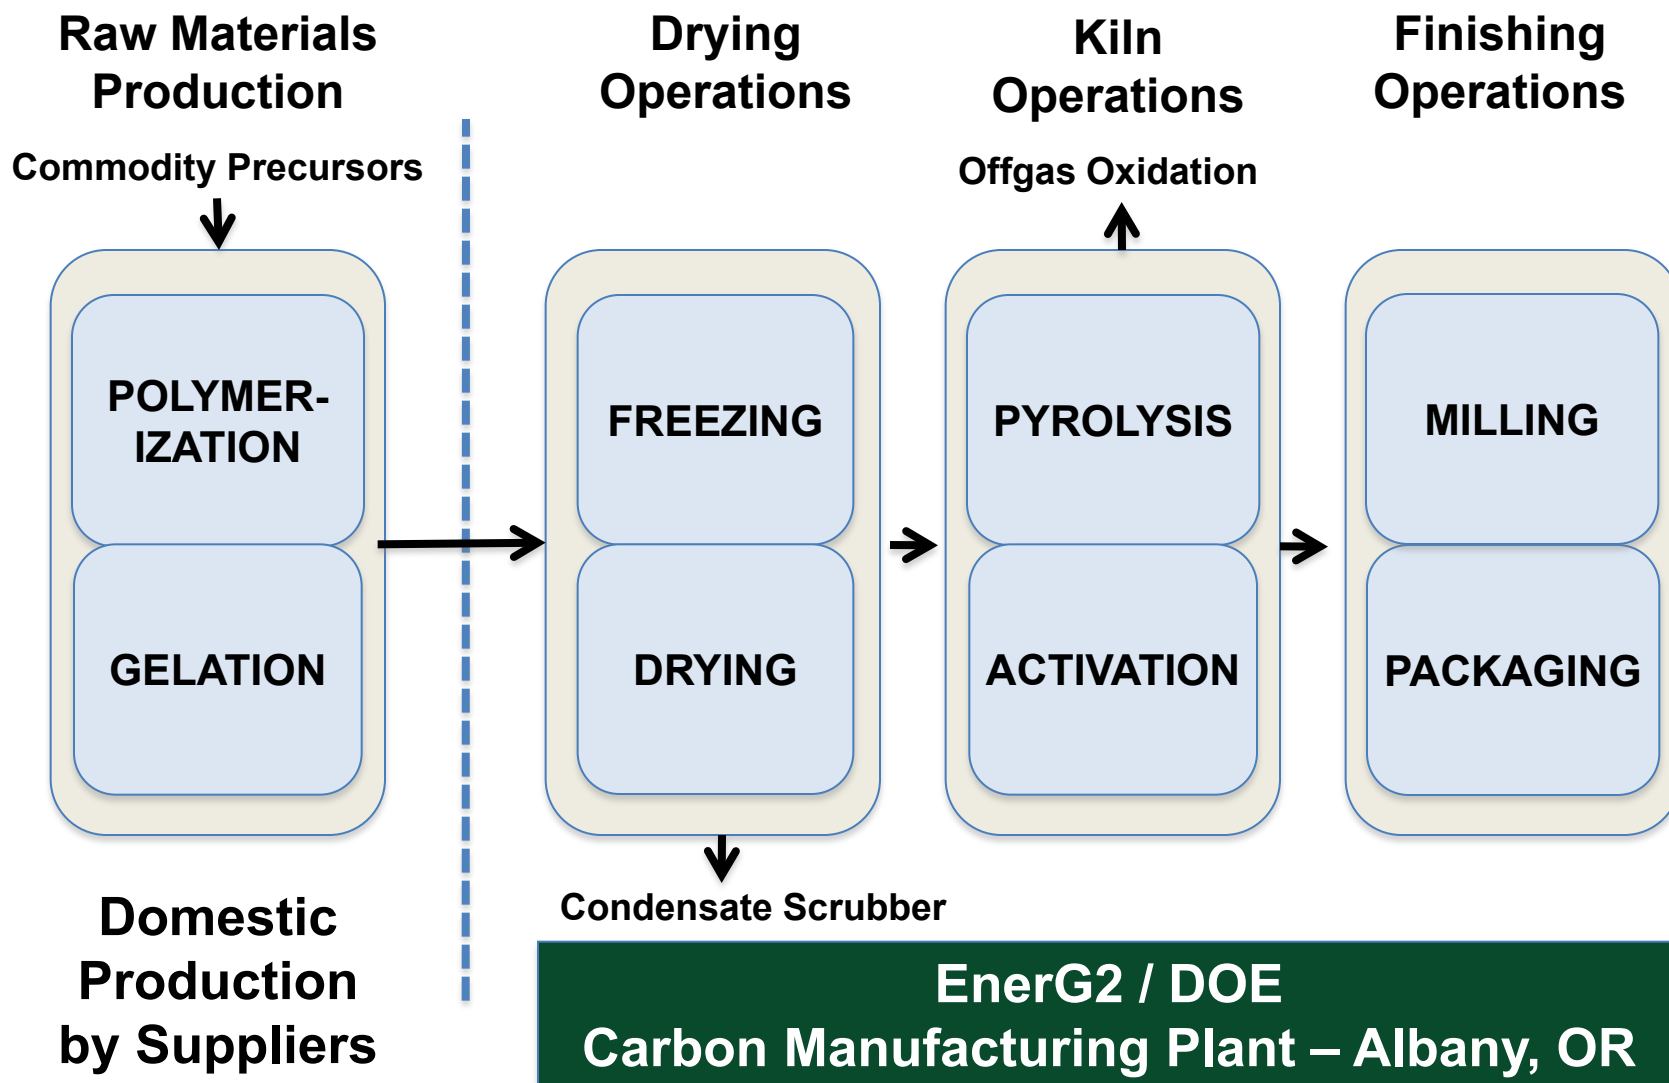 Raw Materials
Production
Drying
Operations
Kiln
Operations
Finishing
Operations
Commodity Precursors
Offgas Oxidation
POLYMER-
IZATION
GELATION
FREEZING
DRYING
PYROLYSIS
ACTIVATION
MILLING
PACKAGING
Condensate Scrubber
Domestic
Production
by Suppliers
EnerG2 / DOE
Carbon Manufacturing Plant – Albany, OR